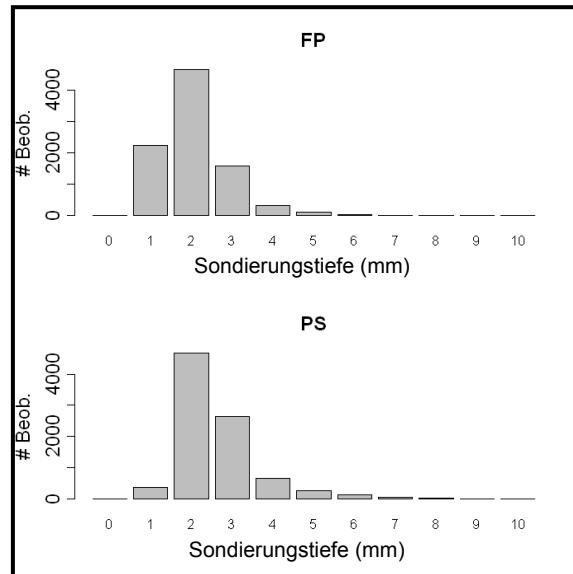 FP
# Beob.
0 2000 4000
0 1 2 3 4 5 6 7 8 9 10
Sondierungstiefe (mm)
PS
# Beob.
0 2000 4000
0 1 2 3 4 5 6 7 8 9 10
Sondierungstiefe (mm)